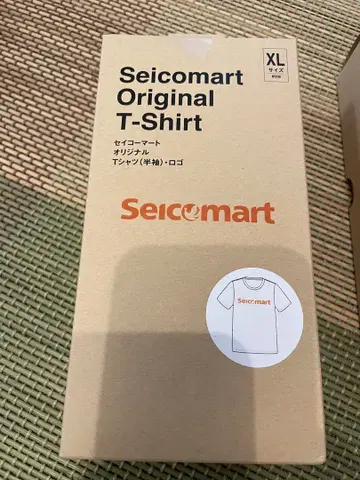 XL
サイズ
Seicomart
Original
T-Shirt
セイコーマート
オリジナル
Tシャツ(半袖)・ロゴ
Seicomart
Seicomart